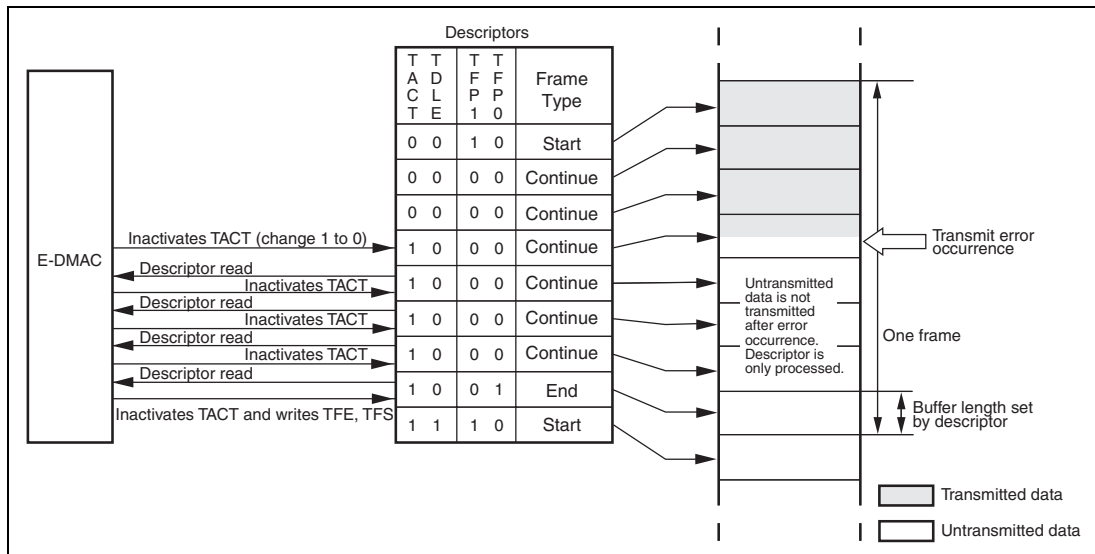 Descriptors
TACT TDLE TFP1 TFP0 Frame Type
0 0 1 0 Start
0 0 0 0 Continue
0 0 0 0 Continue
1 0 0 0 Continue
1 0 0 0 Continue
1 0 0 0 Continue
1 0 0 0 Continue
1 0 0 1 End
1 1 1 0 Start
E-DMAC
Inactivates TACT (change 1 to 0)
Descriptor read
Inactivates TACT
Descriptor read
Inactivates TACT
Descriptor read
Inactivates TACT
Descriptor read
Inactivates TACT and writes TFE, TFS
Transmit error
occurrence
Untransmitted
data is not
transmitted
after error
occurrence.
Descriptor is
only processed.
One frame
Buffer length set
by descriptor
Transmitted data
Untransmitted data